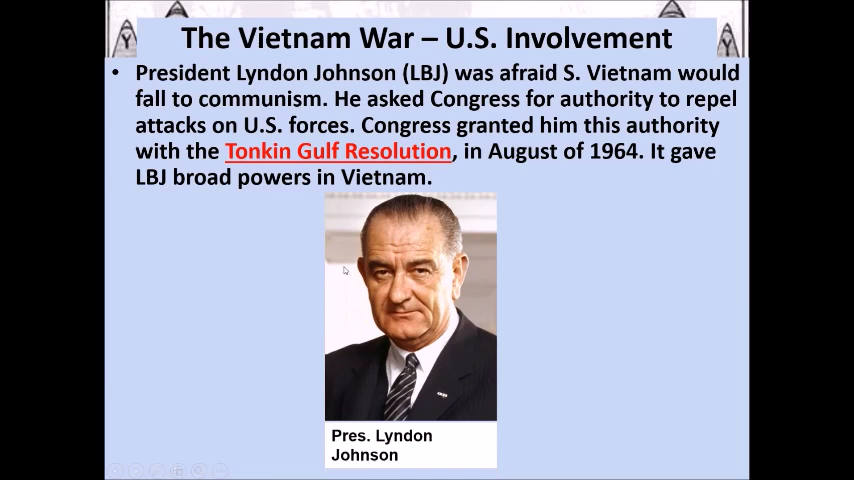 The Vietnam War – U.S. Involvement
• President Lyndon Johnson (LBJ) was afraid S. Vietnam would
fall to communism. He asked Congress for authority to repel
attacks on U.S. forces. Congress granted him this authority
with the Tonkin Gulf Resolution, in August of 1964. It gave
LBJ broad powers in Vietnam.
Pres. Lyndon
Johnson